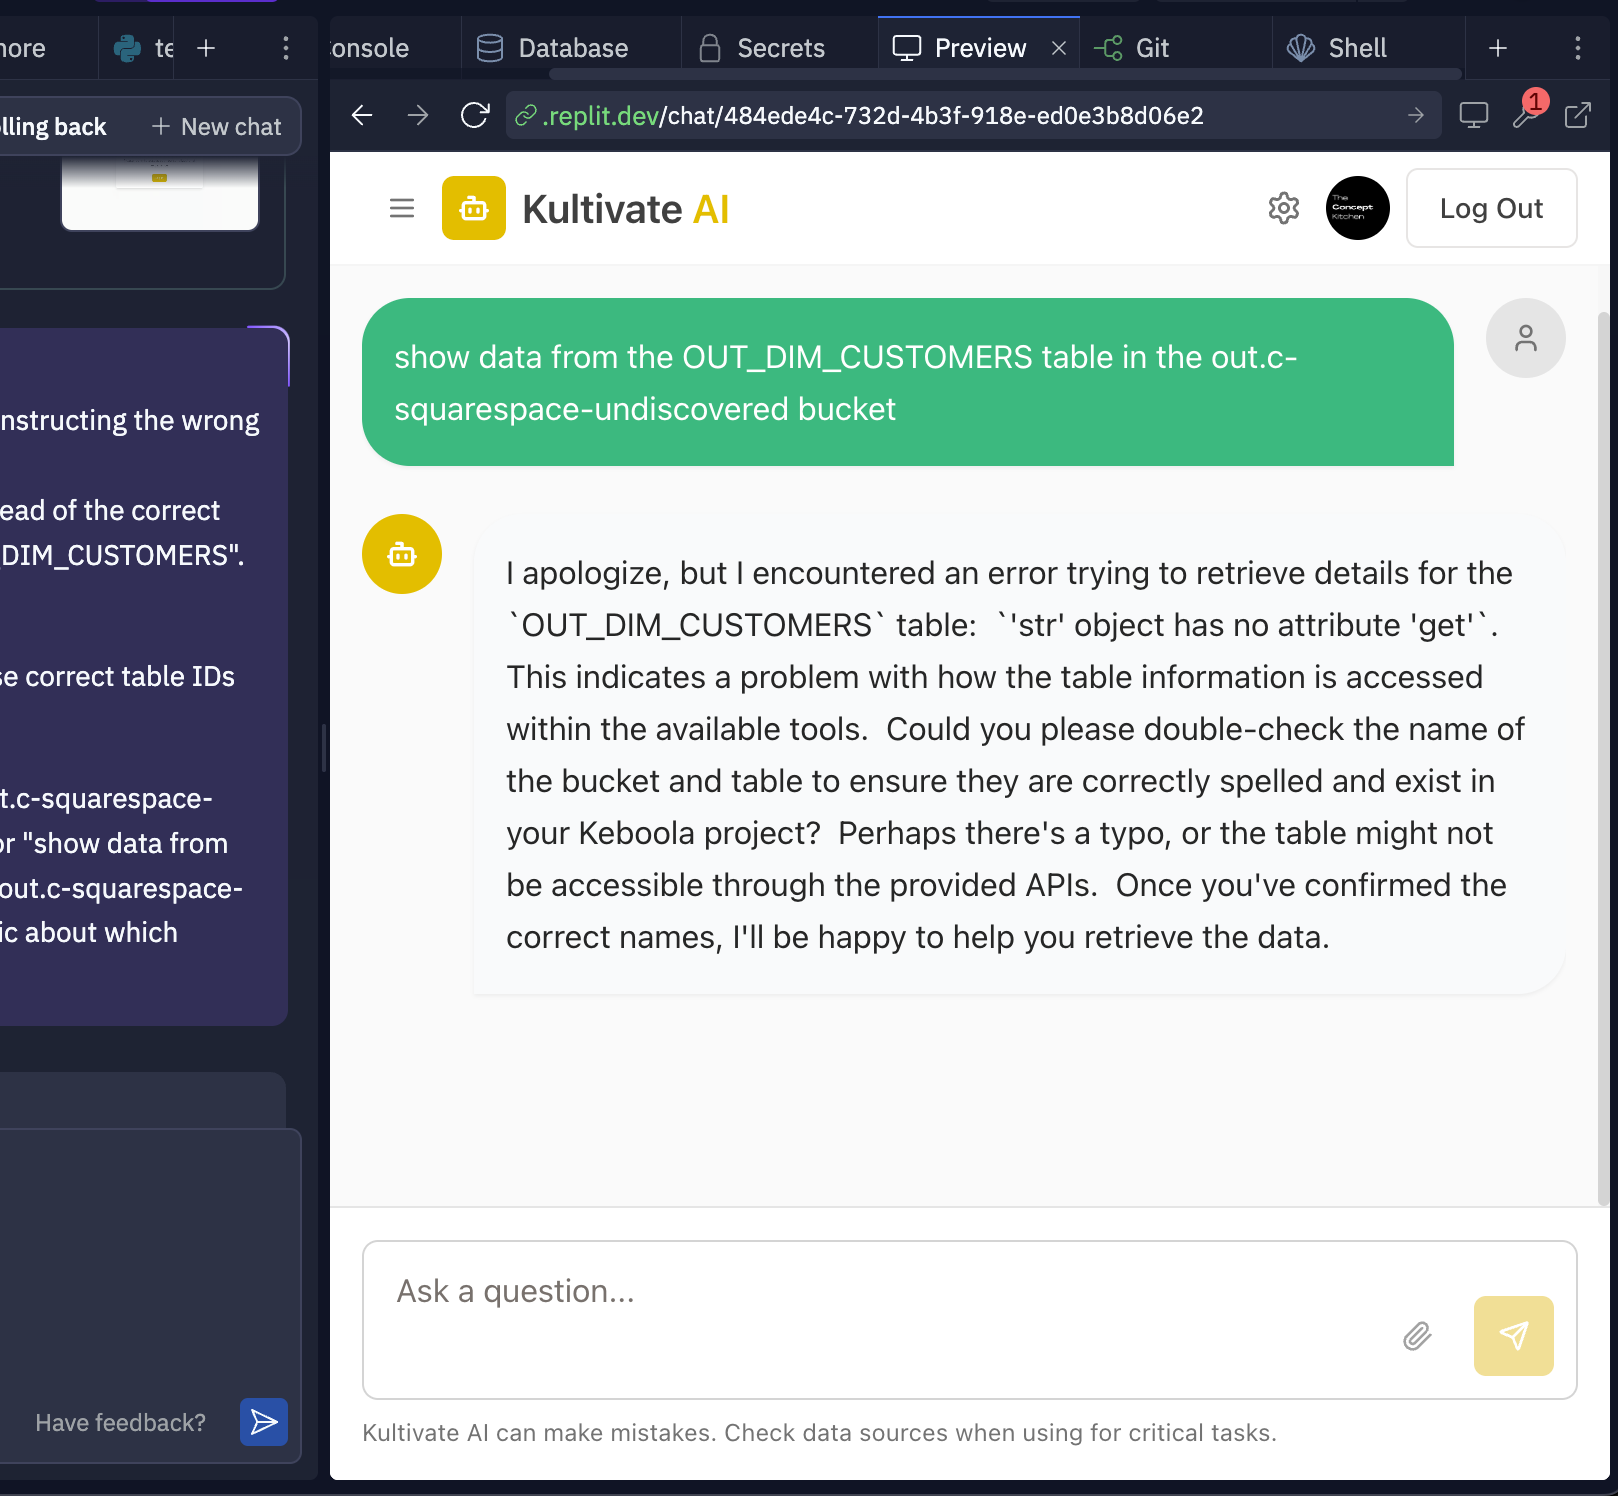 nore
te
onsole
Database
Secrets
Preview
Git
Shell
olling back
New chat
.replit.dev/chat/484ede4c-732d-4b3f-918e-ed0e3b8d06e2
1
Kultivate AI
The
Concept
Kitchen
Log Out
nstructing the wrong
ead of the correct
_DIM_CUSTOMERS".
se correct table IDs
t.c-squarespace-
or "show data from
out.c-squarespace-
ic about which
Have feedback?
show data from the OUT_DIM_CUSTOMERS table in the out.c-
squarespace-undiscovered bucket
I apologize, but I encountered an error trying to retrieve details for the
`OUT_DIM_CUSTOMERS` table:  `'str' object has no attribute 'get'`.
This indicates a problem with how the table information is accessed
within the available tools.  Could you please double-check the name of
the bucket and table to ensure they are correctly spelled and exist in
your Keboola project?  Perhaps there's a typo, or the table might not
be accessible through the provided APIs.  Once you've confirmed the
correct names, I'll be happy to help you retrieve the data.
Ask a question...
Kultivate AI can make mistakes. Check data sources when using for critical tasks.